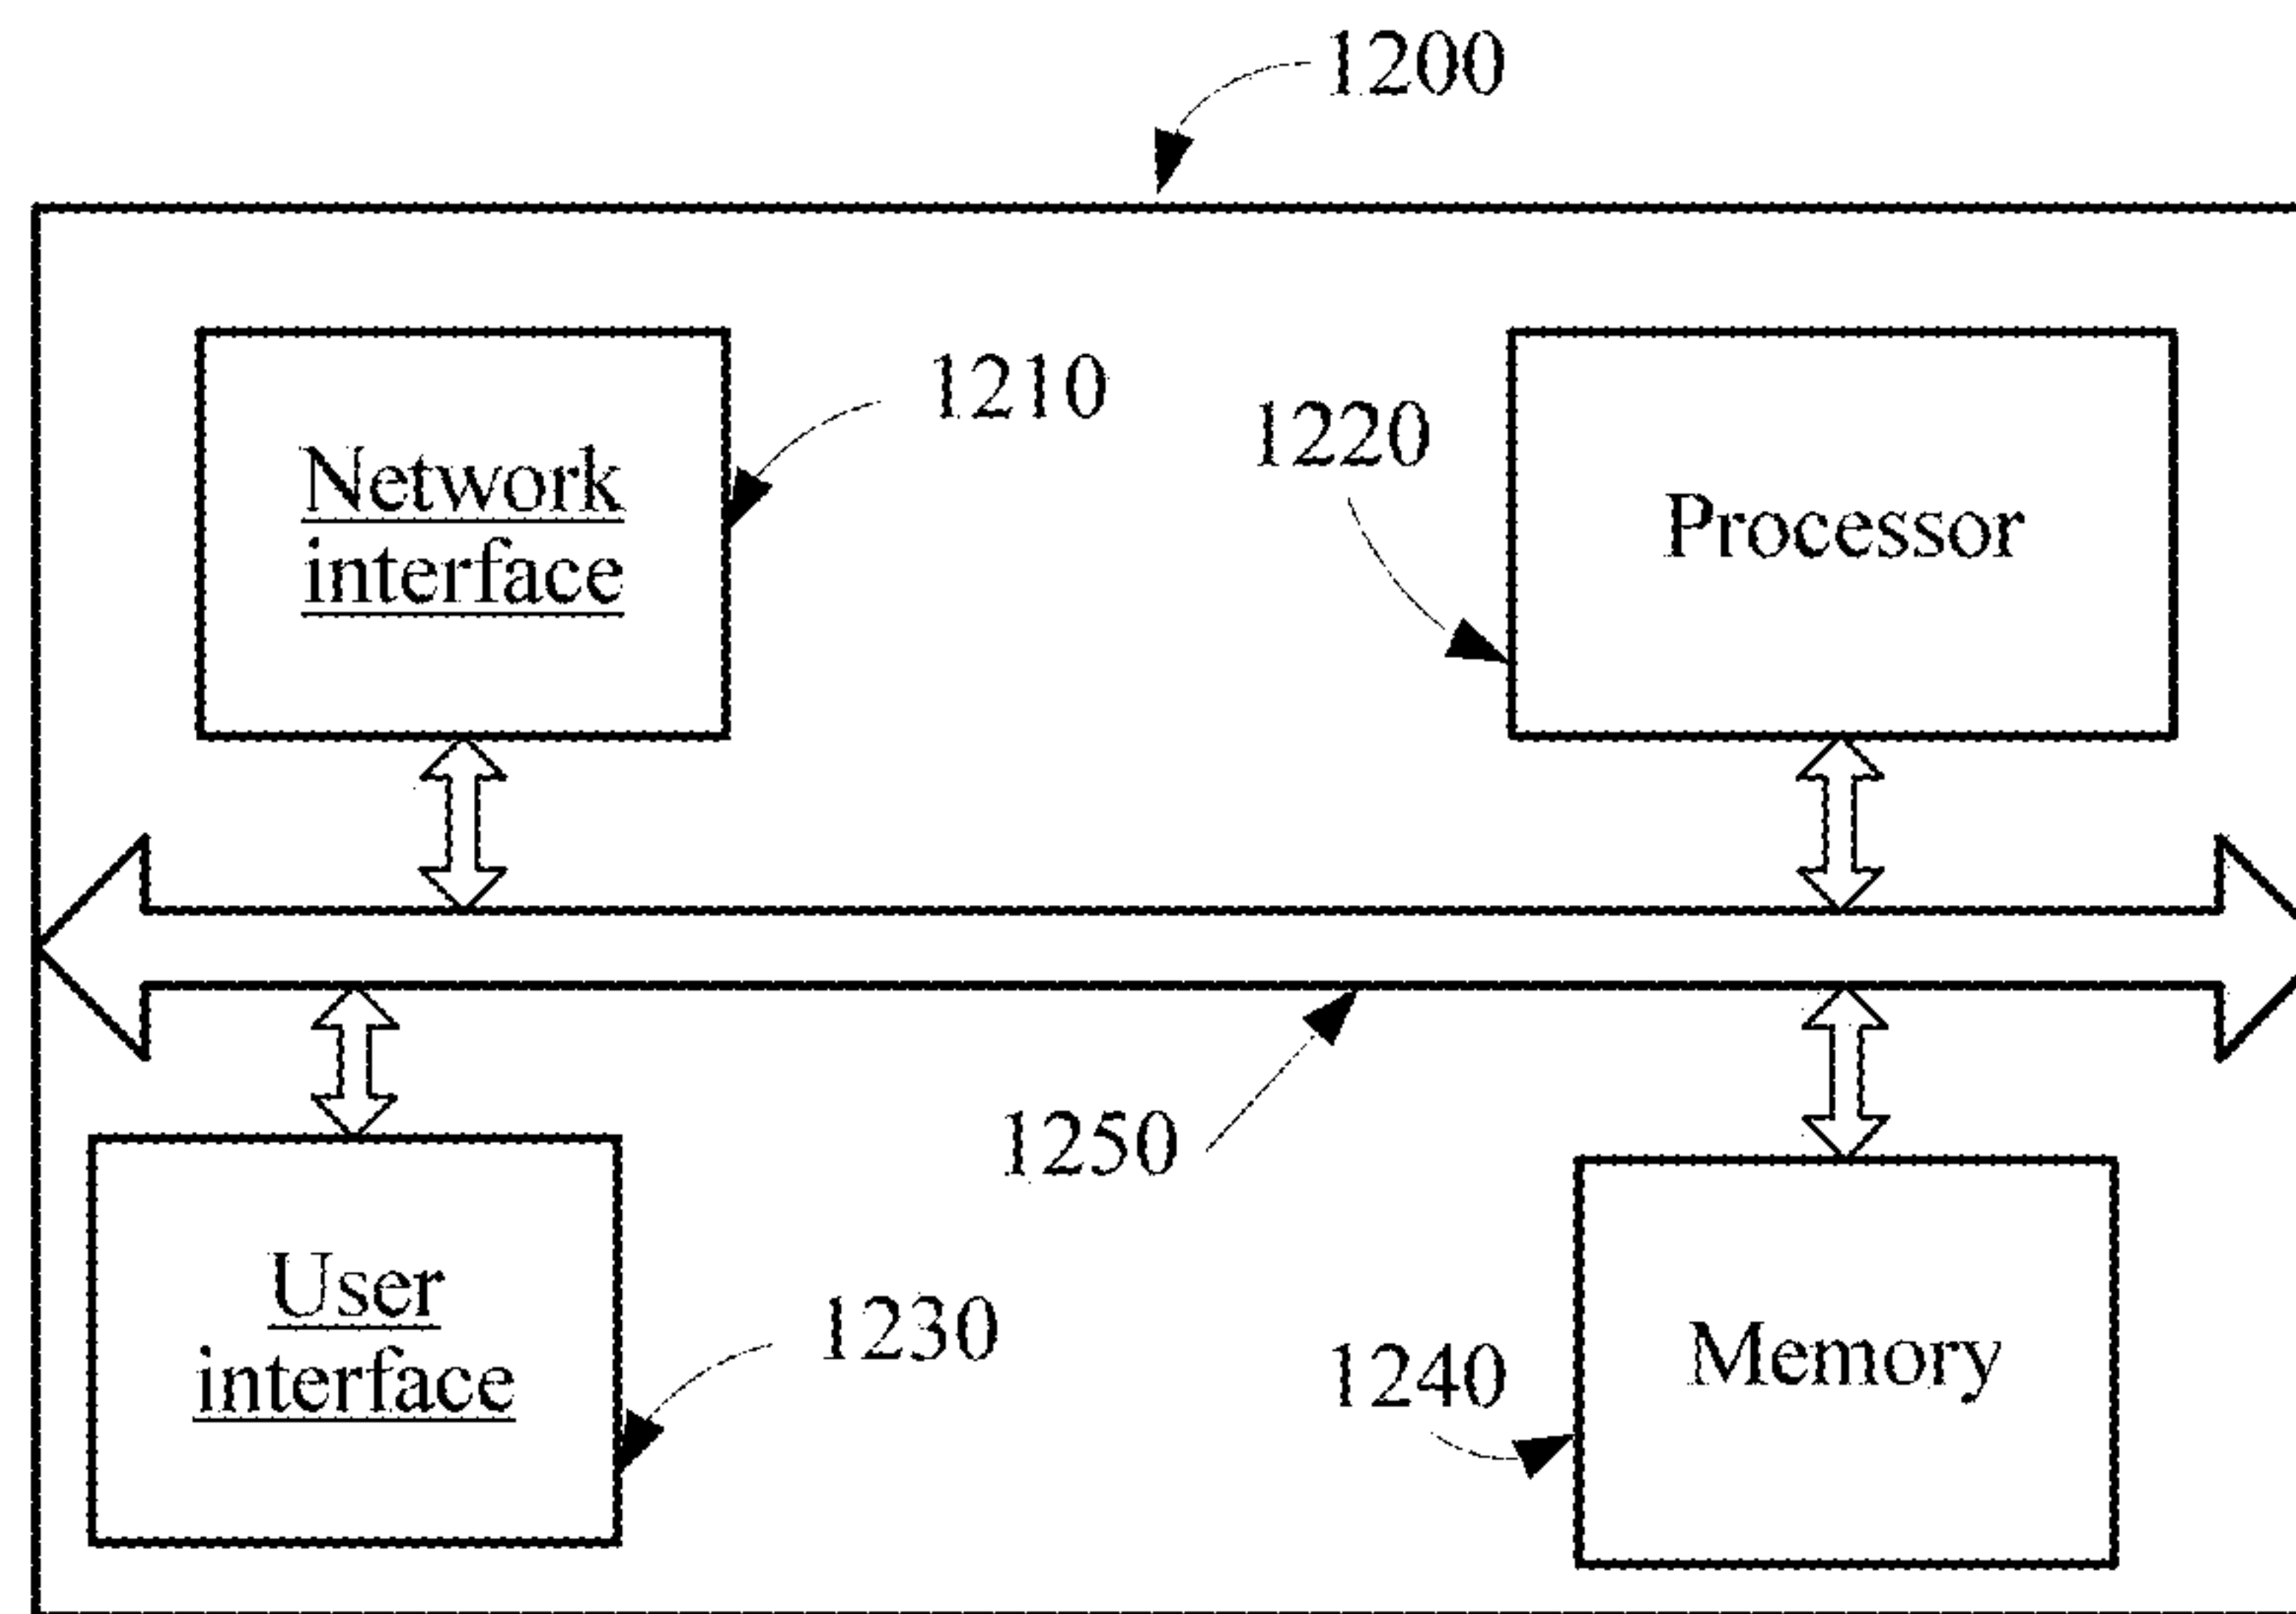 1200
1210
1220
Network
interface
Processor
1250
User
interface
1230
1240
Memory